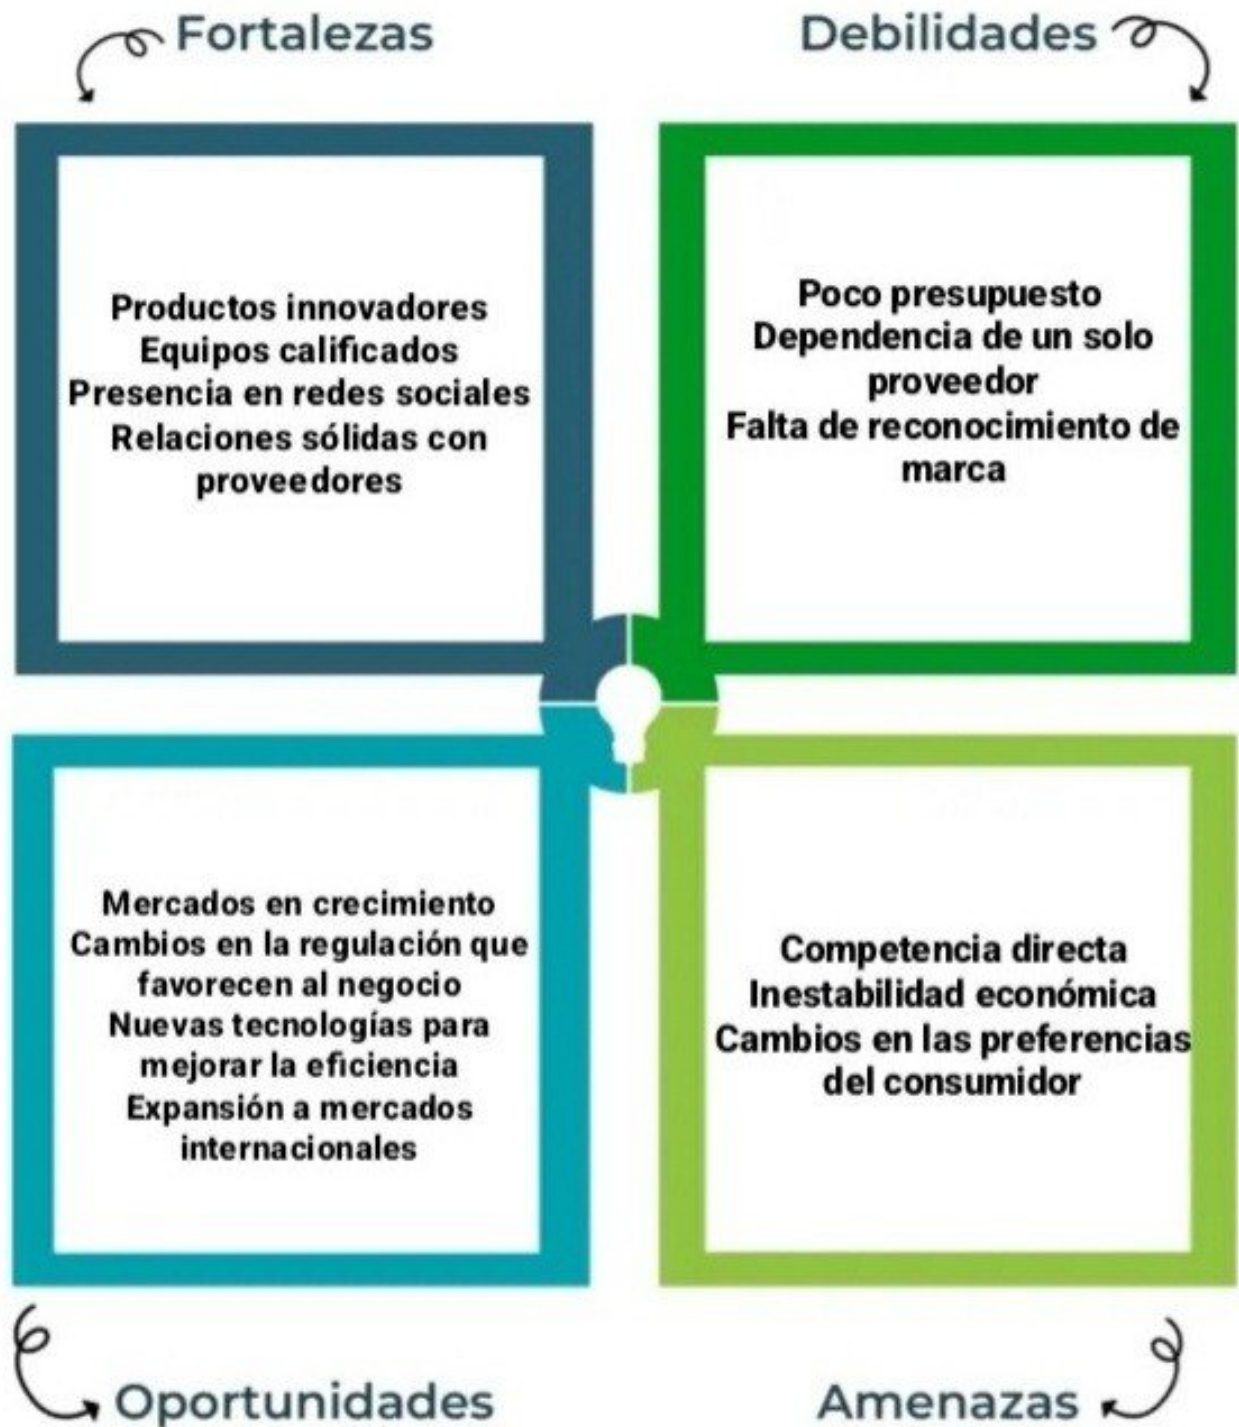 Fortalezas
Productos innovadores
Equipos calificados
Presencia en redes sociales
Relaciones sólidas con
proveedores
Debilidades
Poco presupuesto
Dependencia de un solo
proveedor
Falta de reconocimiento de
marca
Mercados en crecimiento
Cambios en la regulación que
favorecen al negocio
Nuevas tecnologías para
mejorar la eficiencia
Expansión a mercados
internacionales
Oportunidades
Competencia directa
Inestabilidad económica
Cambios en las preferencias
del consumidor
Amenazas